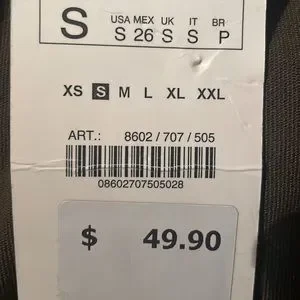 S
USA MEX UK IT BR
S 26 S S P
XS S M L XL XXL
ART.: 8602 / 707 / 505
08602707505028
$ 49.90